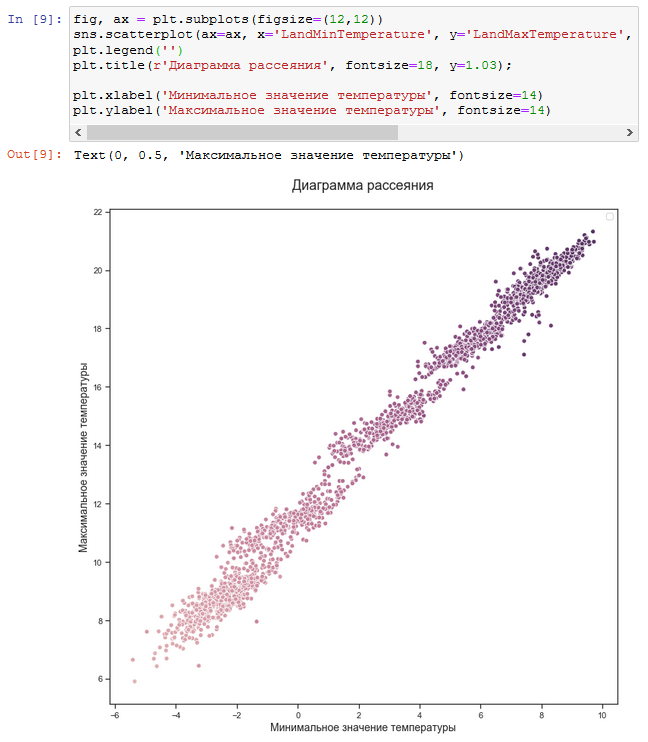 In [9]:
fig, ax = plt.subplots(figsize=(12,12))
sns.scatterplot(ax=ax, x='LandMinTemperature', y='LandMaxTemperature',
plt.legend('')
plt.title(r'Диаграмма рассеяния', fontsize=18, y=1.03);
plt.xlabel('Минимальное значение температуры', fontsize=14)
plt.ylabel('Максимальное значение температуры', fontsize=14)
Out[9]:
Text(0, 0.5, 'Максимальное значение температуры')
Диаграмма рассеяния
Максимальное значение температуры
22
20
18
16
14
12
10
8
6
−6
−4
−2
0
2
4
6
8
10
Минимальное значение температуры